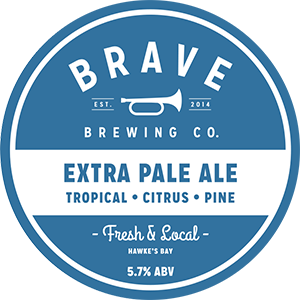 BRAVE
EST. 2014
BREWING CO.
EXTRA PALE ALE
TROPICAL • CITRUS • PINE
- Fresh & Local -
HAWKE'S BAY
5.7% ABV